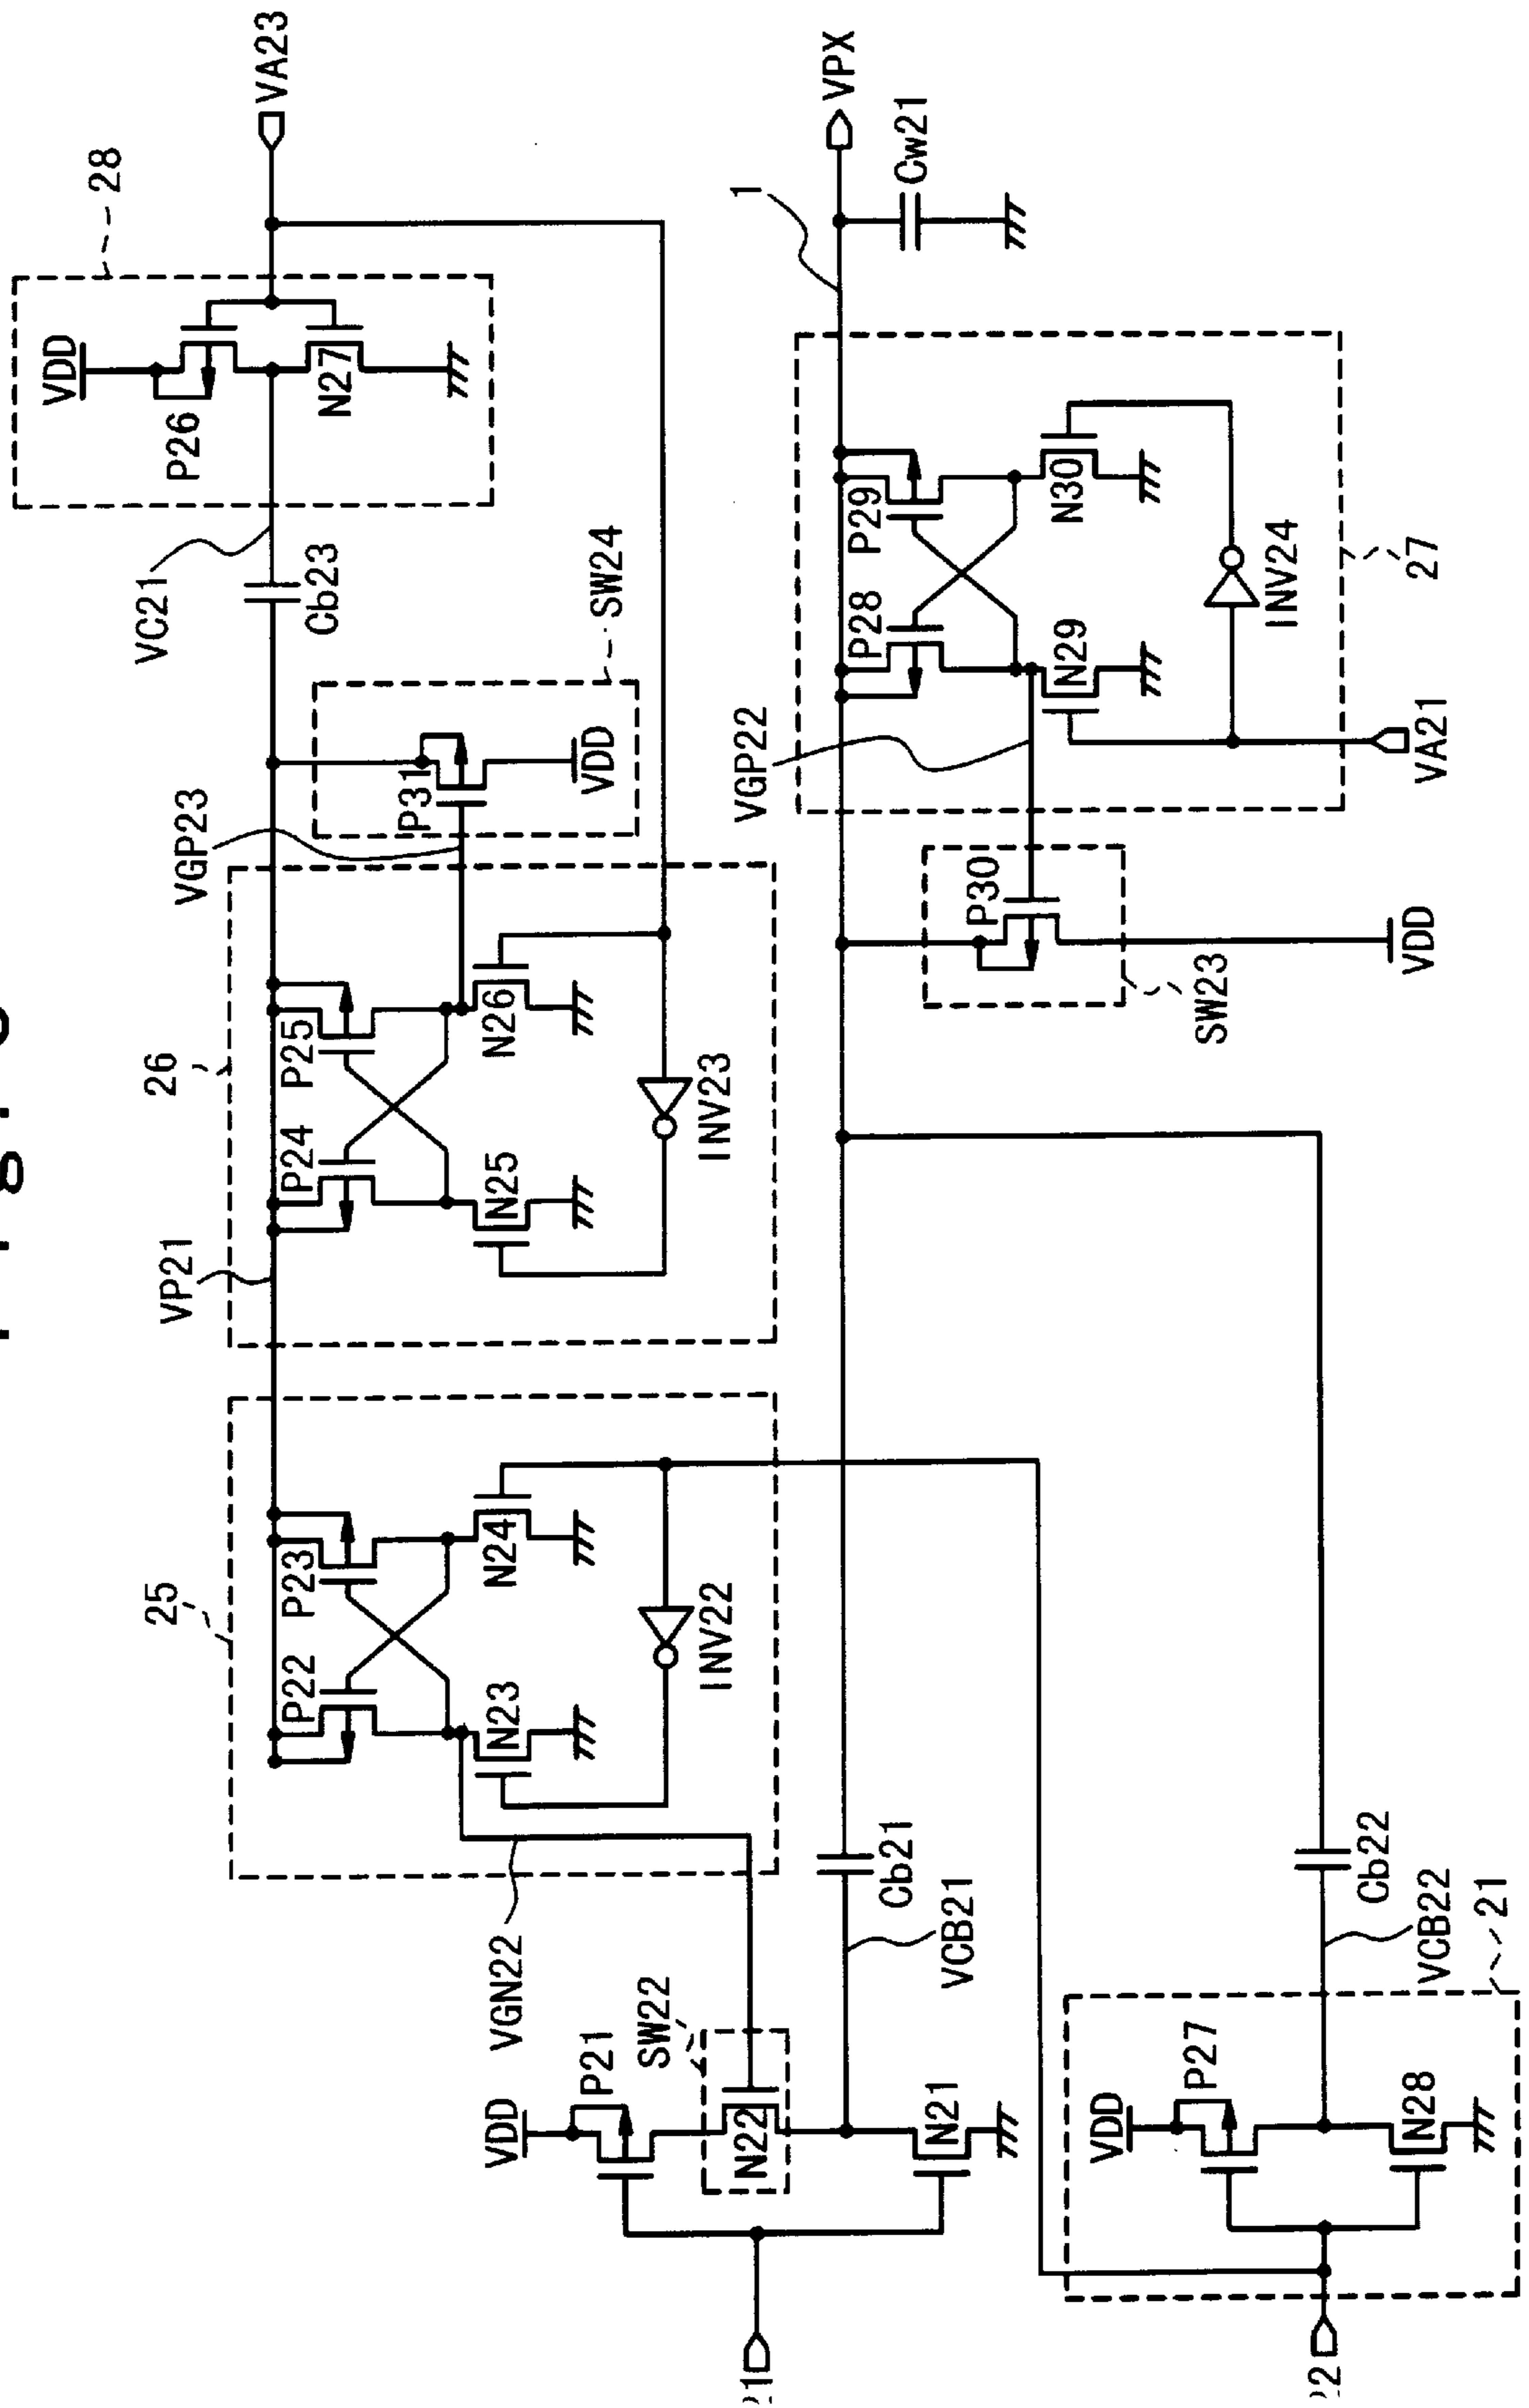 VA23
28
VDD
P26
N27
VC21
Cb23
SW24
P31
VDD
VGP23
26
P25
P24
N26
N25
INV23
VP21
25
P23
P22
N24
N23
INV22
VGN22
SW22
VDD
P21
N22
N21
VCB21
Cb21
VPX
Cw21
1
P29
P28
N30
N29
INV24
27
VGP22
VA21
P30
SW23
VDD
Cb22
VCB22
21
VDD
P27
N28